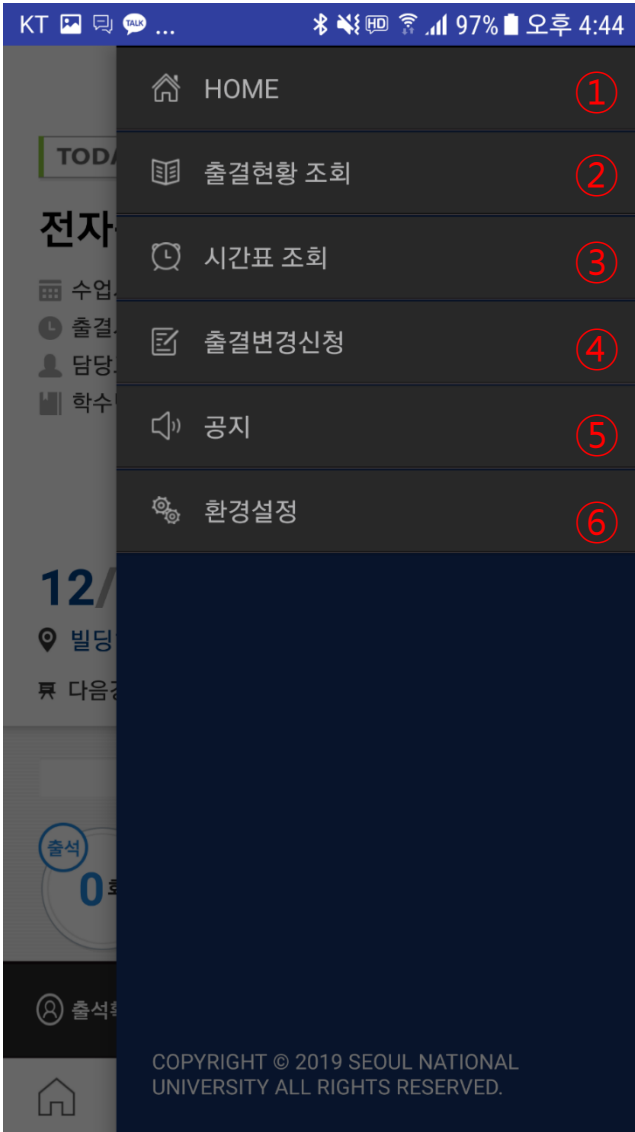 KT TALK ... HD 97% 오후 4:44
HOME ①
TODA
출결현황 조회 ②
전자
시간표 조회 ③
수업
출결
출결변경신청 ④
담당
학수
공지 ⑤
환경설정 ⑥
12/
빌딩
다음
출석
0
출석
COPYRIGHT © 2019 SEOUL NATIONAL
UNIVERSITY ALL RIGHTS RESERVED.